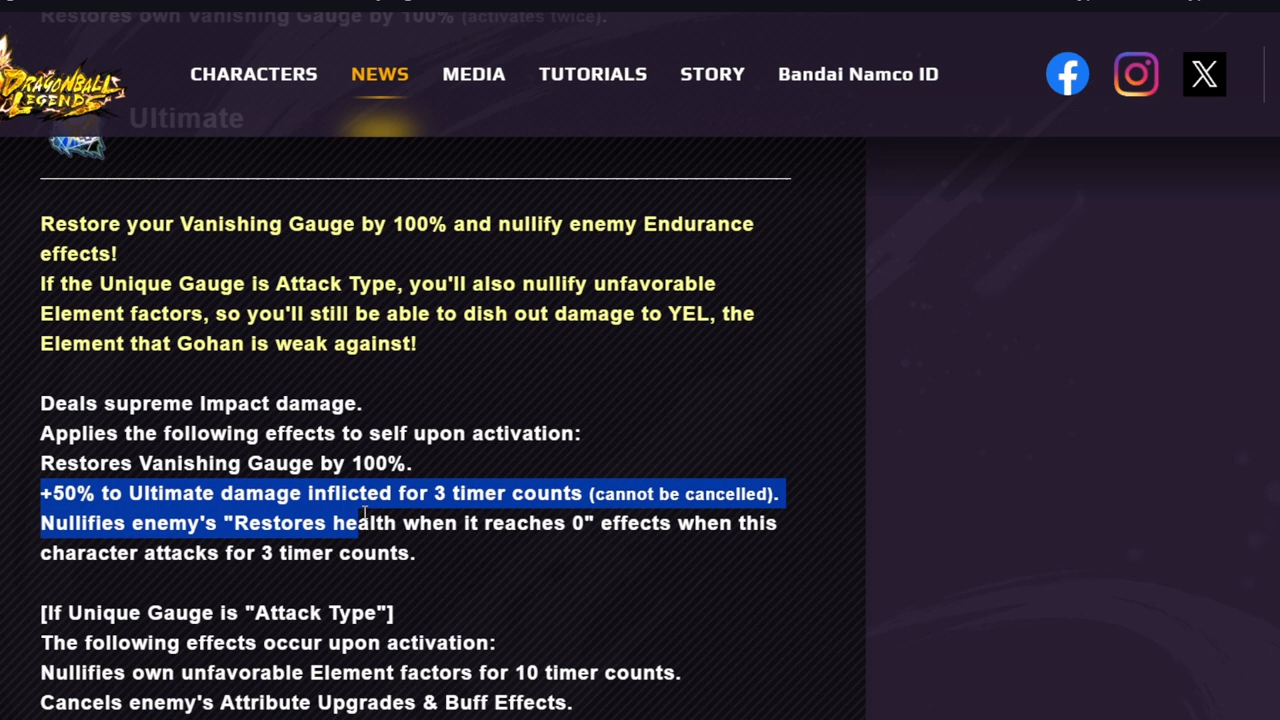 Restores own Vanishing Gauge by 100% (activates twice).
DRAGONBALL LEGENDS
CHARACTERS NEWS MEDIA TUTORIALS STORY Bandai Namco ID
Ultimate
Restore your Vanishing Gauge by 100% and nullify enemy Endurance
effects!
If the Unique Gauge is Attack Type, you'll also nullify unfavorable
Element factors, so you'll still be able to dish out damage to YEL, the
Element that Gohan is weak against!
Deals supreme Impact damage.
Applies the following effects to self upon activation:
Restores Vanishing Gauge by 100%.
+50% to Ultimate damage inflicted for 3 timer counts (cannot be cancelled).
Nullifies enemy's "Restores health when it reaches 0" effects when this
character attacks for 3 timer counts.
[If Unique Gauge is "Attack Type"]
The following effects occur upon activation:
Nullifies own unfavorable Element factors for 10 timer counts.
Cancels enemy's Attribute Upgrades & Buff Effects.